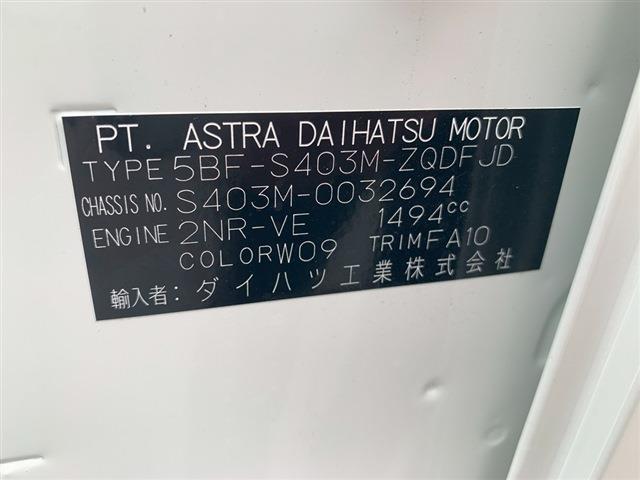 PT. ASTRA DAIHATSU MOTOR
TYPE 5BF-S403M-ZQDFJD
CHASSIS NO. S403M-0032694
ENGINE 2NR-VE 1494cc
COLOR W09 TRIM FA10
輸入者: ダイハツ工業株式会社